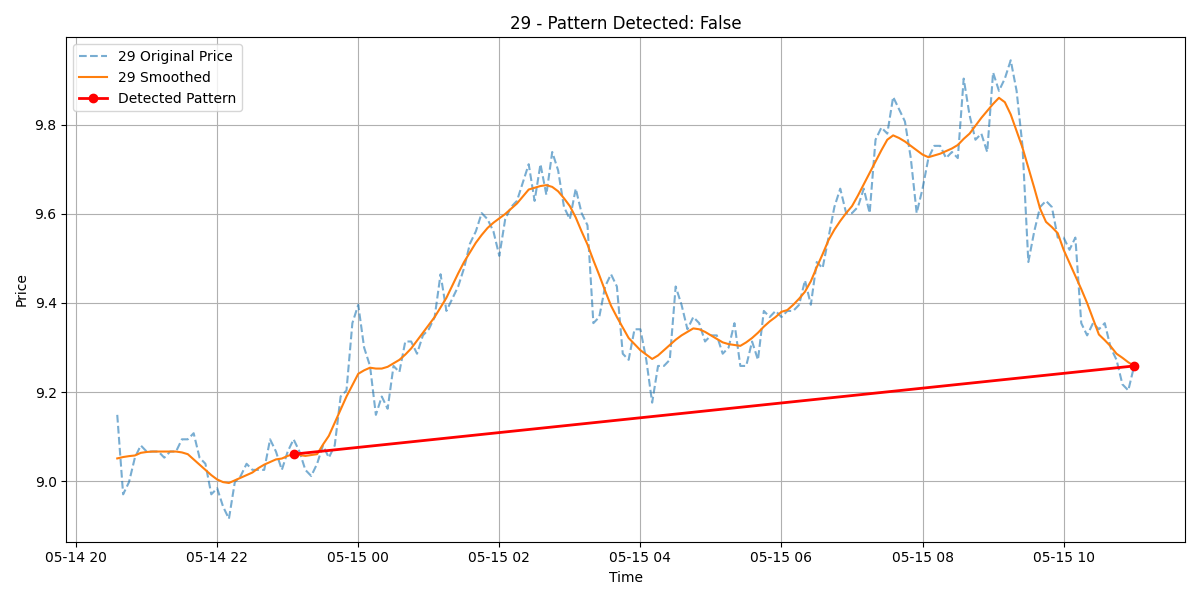 29 - Pattern Detected: False
29 Original Price
29 Smoothed
Detected Pattern
Price
9.8
9.6
9.4
9.2
9.0
05-14 20
05-14 22
05-15 00
05-15 02
05-15 04
05-15 06
05-15 08
05-15 10
Time